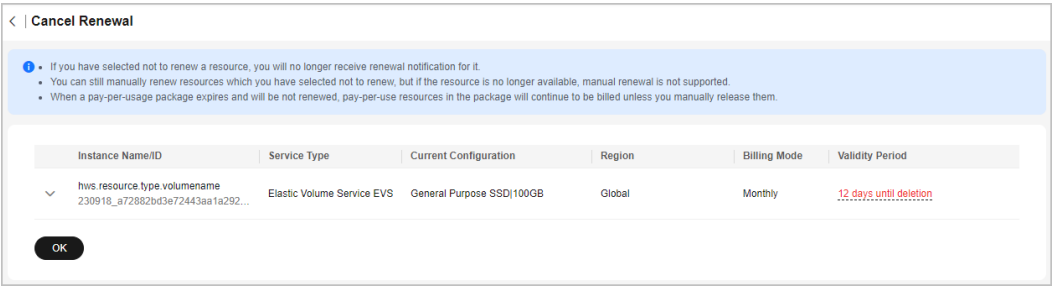 < | Cancel Renewal
• If you have selected not to renew a resource, you will no longer receive renewal notification for it.
• You can still manually renew resources which you have selected not to renew, but if the resource is no longer available, manual renewal is not supported.
• When a pay-per-usage package expires and will be not renewed, pay-per-use resources in the package will continue to be billed unless you manually release them.
Instance Name/ID Service Type Current Configuration Region Billing Mode Validity Period
hws.resource.type.volumename
230918_a72882bd3e72443aa1a292... Elastic Volume Service EVS General Purpose SSD|100GB Global Monthly 12 days until deletion
OK